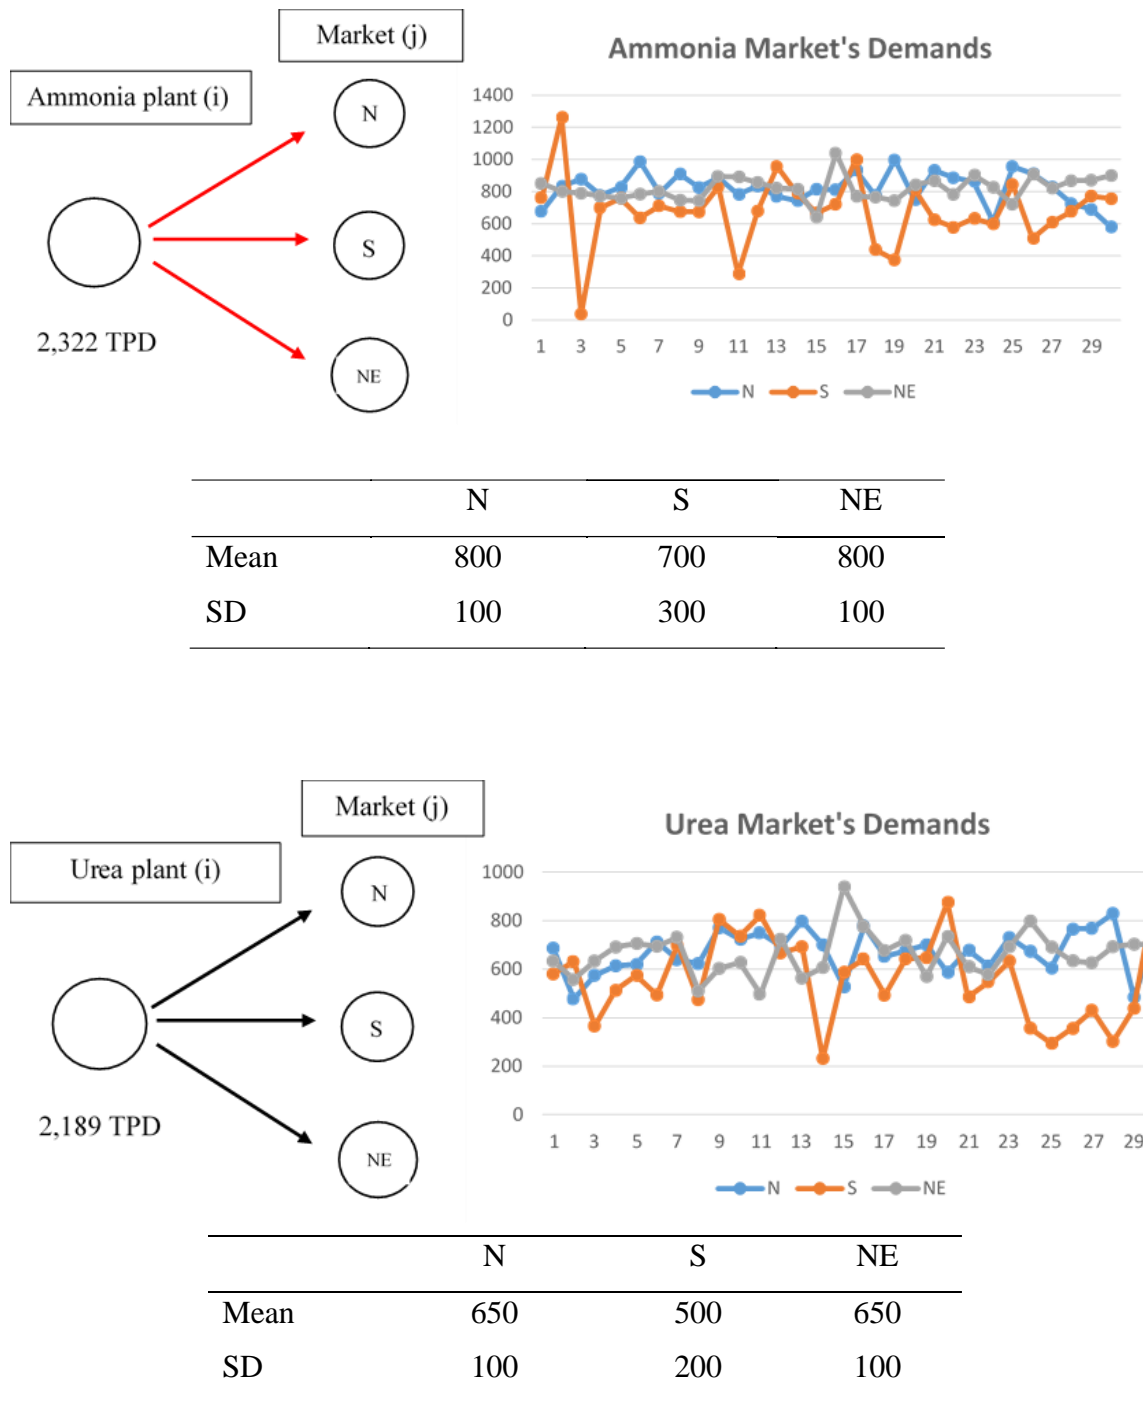 Market (j)
Ammonia plant (i)
N
S
NE
2,322 TPD
Ammonia Market's Demands
1400
1200
1000
800
600
400
200
0
1 3 5 7 9 11 13 15 17 19 21 23 25 27 29
N S NE
N S NE
Mean 800 700 800
SD 100 300 100
Market (j)
Urea plant (i)
N
S
NE
2,189 TPD
Urea Market's Demands
1000
800
600
400
200
0
1 3 5 7 9 11 13 15 17 19 21 23 25 27 29
N S NE
N S NE
Mean 650 500 650
SD 100 200 100